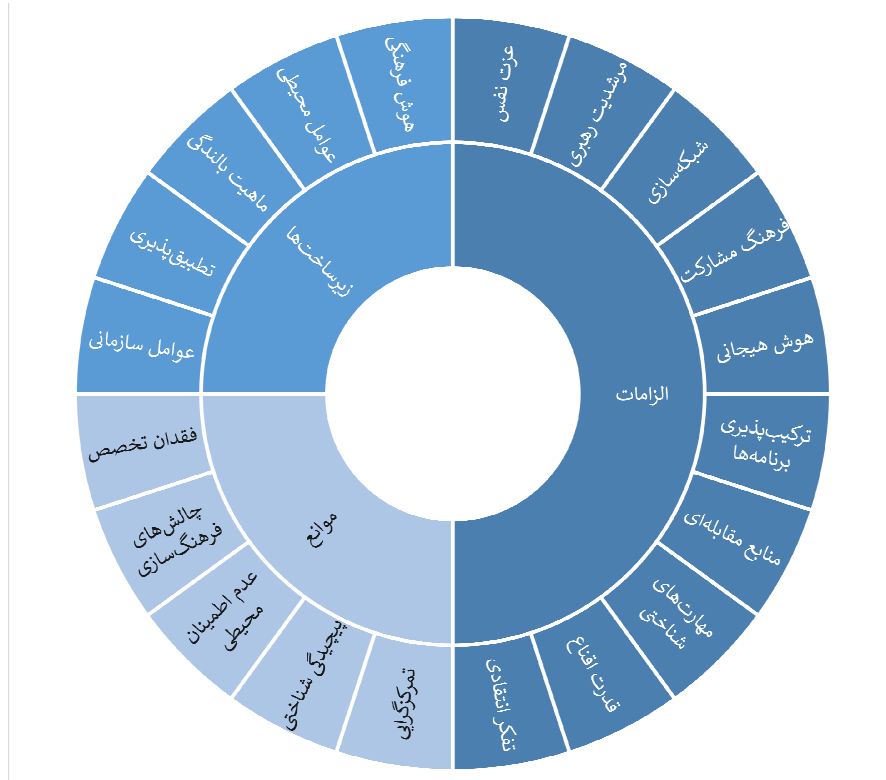 الزامات
عزت نفس
مرشدیت رهبری
شبکه‌سازی
فرهنگ مشارکت
هوش هیجانی
ترکیب‌پذیری
برنامه‌ها
منابع مقابله‌ای
مهارت‌های
شناختی
قدرت اقناع
تفکر انتقادی
موانع
تمرکزگرایی
پیچیدگی شناختی
عدم اطمینان
محیطی
چالش‌های
فرهنگ‌سازی
فقدان تخصص
زیرساخت‌ها
عوامل سازمانی
تطبیق‌پذیری
ماهیت بالندگی
عوامل محیطی
هوش فرهنگی